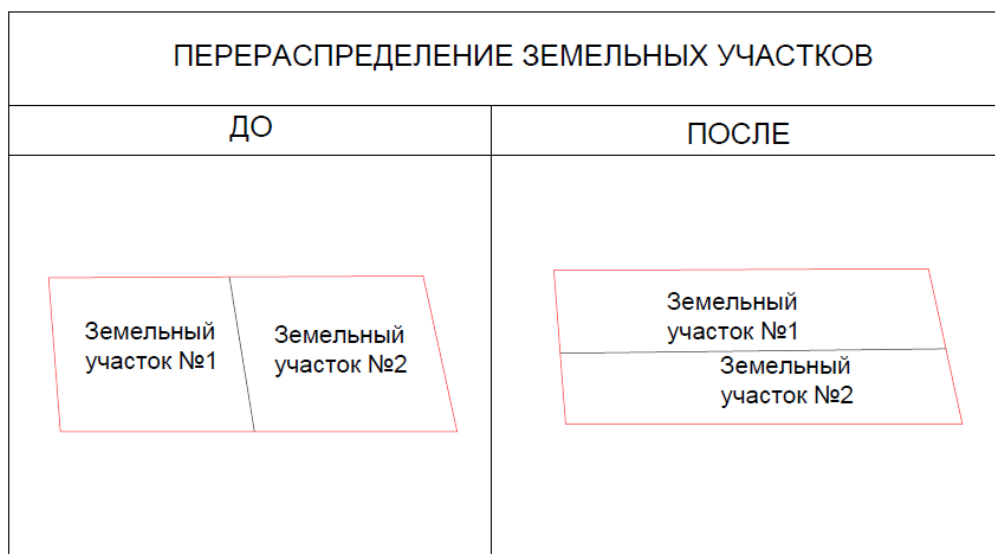 ПЕРЕРАСПРЕДЕЛЕНИЕ ЗЕМЕЛЬНЫХ УЧАСТКОВ
ДО
ПОСЛЕ
Земельный
участок №1
Земельный
участок №2
Земельный
участок №1
Земельный
участок №2